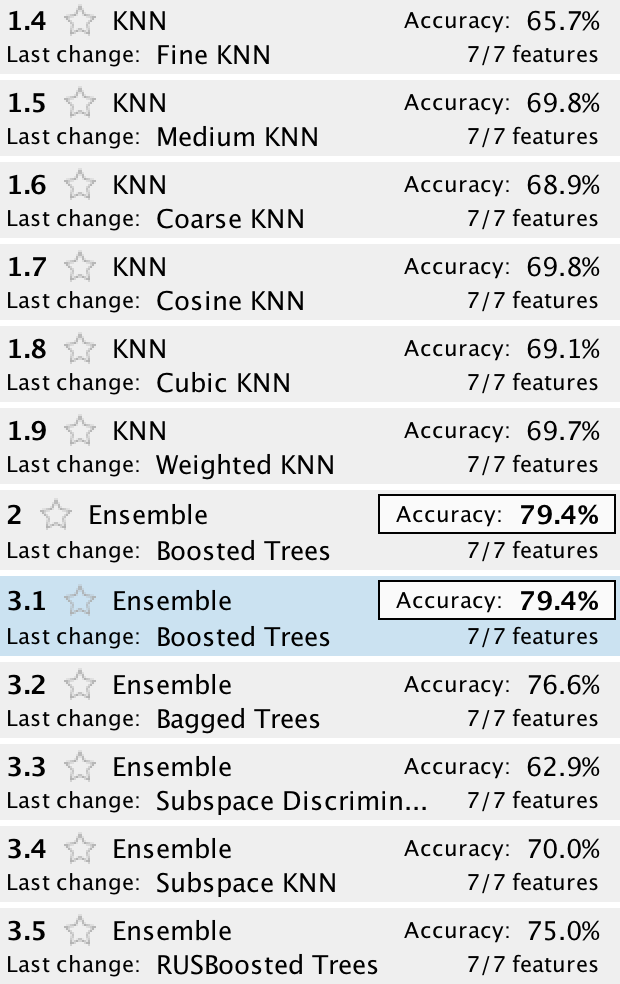 1.4 KNN Accuracy: 65.7%
Last change: Fine KNN 7/7 features
1.5 KNN Accuracy: 69.8%
Last change: Medium KNN 7/7 features
1.6 KNN Accuracy: 68.9%
Last change: Coarse KNN 7/7 features
1.7 KNN Accuracy: 69.8%
Last change: Cosine KNN 7/7 features
1.8 KNN Accuracy: 69.1%
Last change: Cubic KNN 7/7 features
1.9 KNN Accuracy: 69.7%
Last change: Weighted KNN 7/7 features
2 Ensemble Accuracy: 79.4%
Last change: Boosted Trees 7/7 features
3.1 Ensemble Accuracy: 79.4%
Last change: Boosted Trees 7/7 features
3.2 Ensemble Accuracy: 76.6%
Last change: Bagged Trees 7/7 features
3.3 Ensemble Accuracy: 62.9%
Last change: Subspace Discrimin... 7/7 features
3.4 Ensemble Accuracy: 70.0%
Last change: Subspace KNN 7/7 features
3.5 Ensemble Accuracy: 75.0%
Last change: RUSBoosted Trees 7/7 features